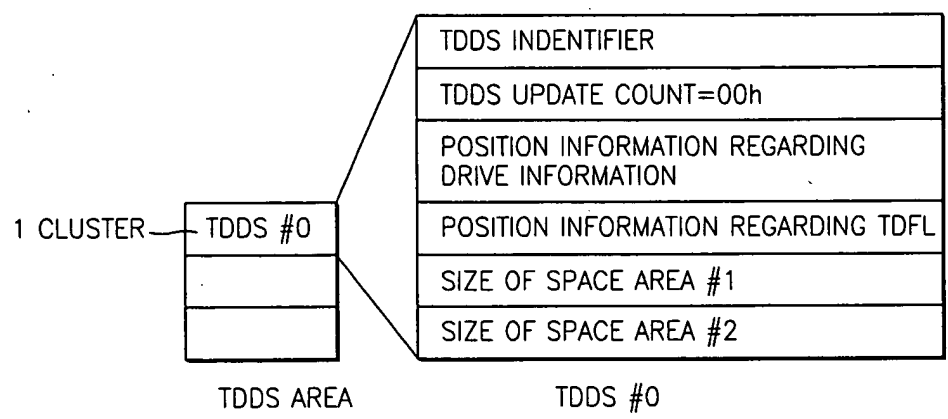 TDDS INDENTIFIER
TDDS UPDATE COUNT=00h
POSITION INFORMATION REGARDING
DRIVE INFORMATION
POSITION INFORMATION REGARDING TDFL
SIZE OF SPACE AREA #1
SIZE OF SPACE AREA #2
1 CLUSTER
TDDS #0
TDDS AREA
TDDS #0